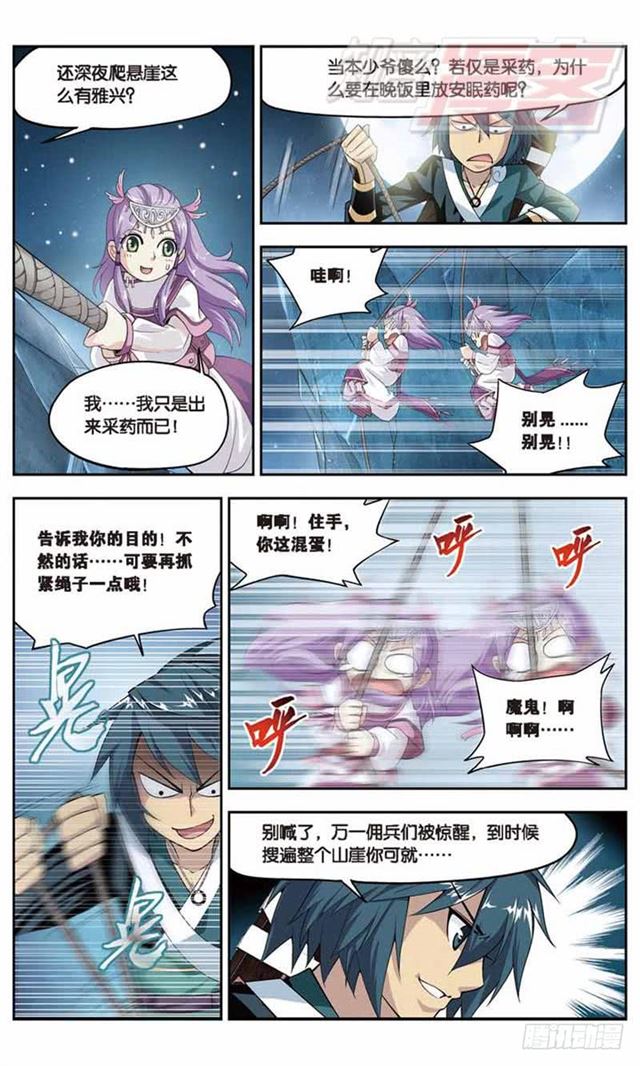 还深夜爬悬崖这
么有雅兴？
我……我只是出
来采药而已！
当本少爷傻么？若仅是采药，为什
么要在晚饭里放安眠药呢？
哇啊！
别晃……
别晃！！
告诉我你的目的！不
然的话……可要再抓
紧绳子一点哦！
晃
晃
啊啊！住手，
你这混蛋！
呼
呼
呼
魔鬼！啊
啊啊……
别喊了，万一佣兵们被惊醒，到时候
搜遍整个山崖你可就……
腾讯动漫